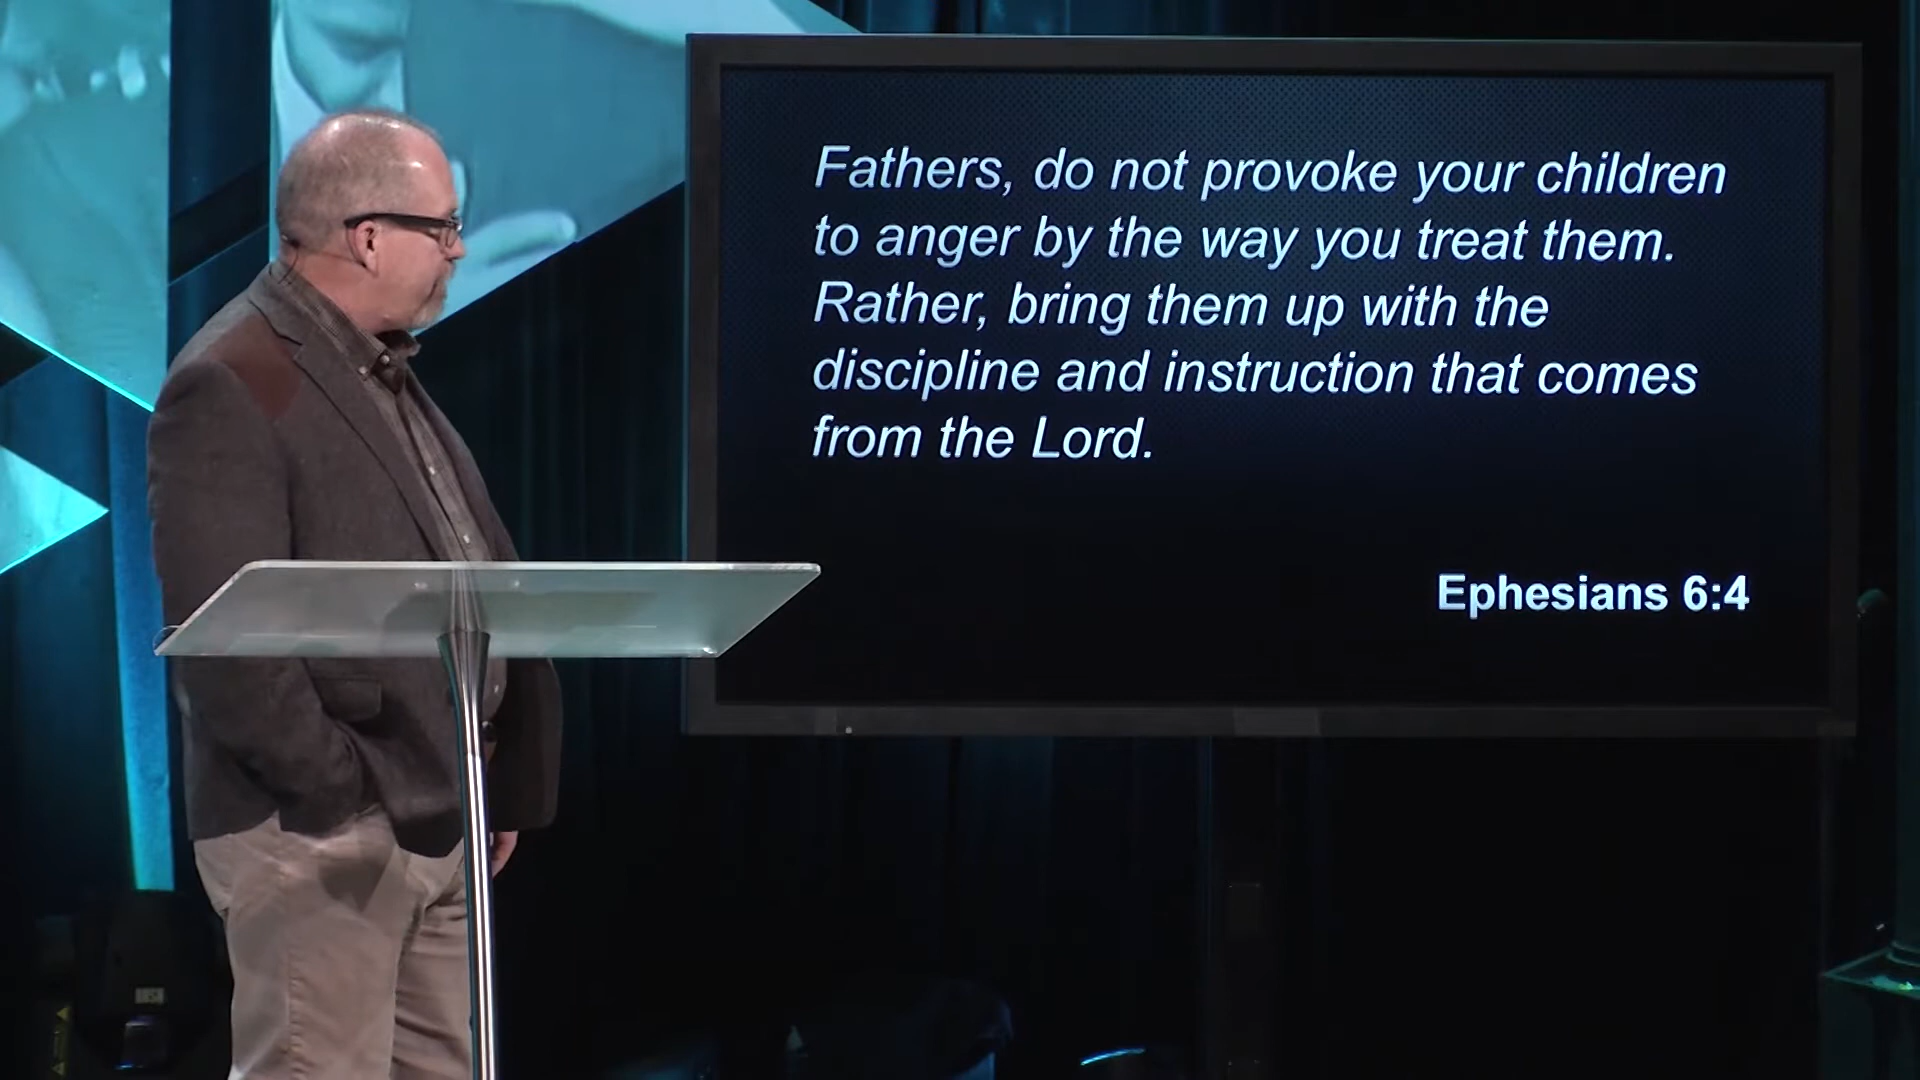 Fathers, do not provoke your children
to anger by the way you treat them.
Rather, bring them up with the
discipline and instruction that comes
from the Lord.
Ephesians 6:4